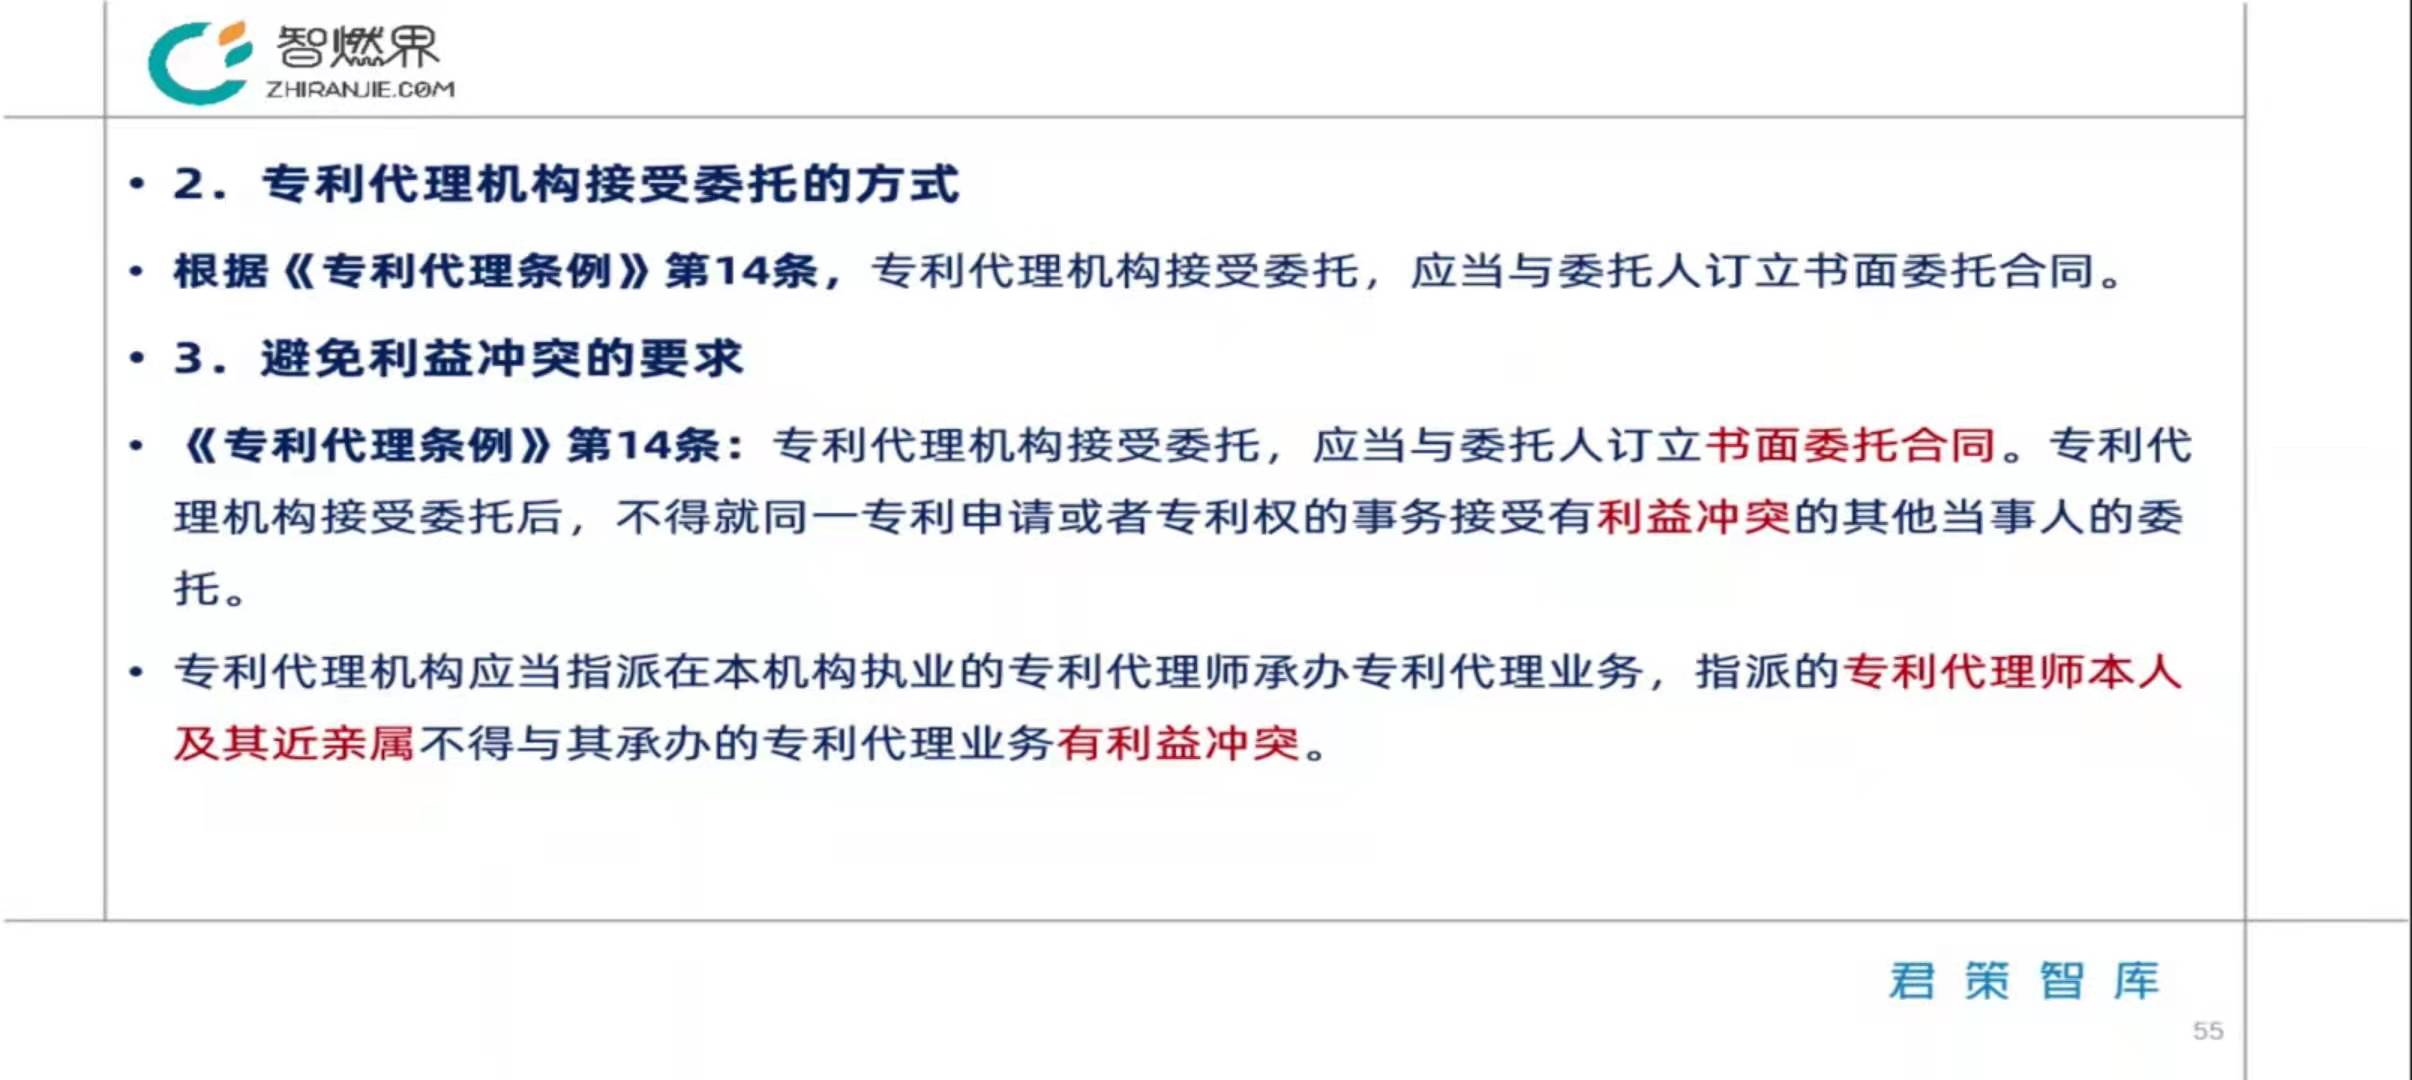 智燃界
ZHIRANJIE.COM
• 2．专利代理机构接受委托的方式
• 根据《专利代理条例》第14条，专利代理机构接受委托，应当与委托人订立书面委托合同。
• 3．避免利益冲突的要求
• 《专利代理条例》第14条：专利代理机构接受委托，应当与委托人订立书面委托合同。专利代
理机构接受委托后，不得就同一专利申请或者专利权的事务接受有利益冲突的其他当事人的委
托。
• 专利代理机构应当指派在本机构执业的专利代理师承办专利代理业务，指派的专利代理师本人
及其近亲属不得与其承办的专利代理业务有利益冲突。
君策智库
55